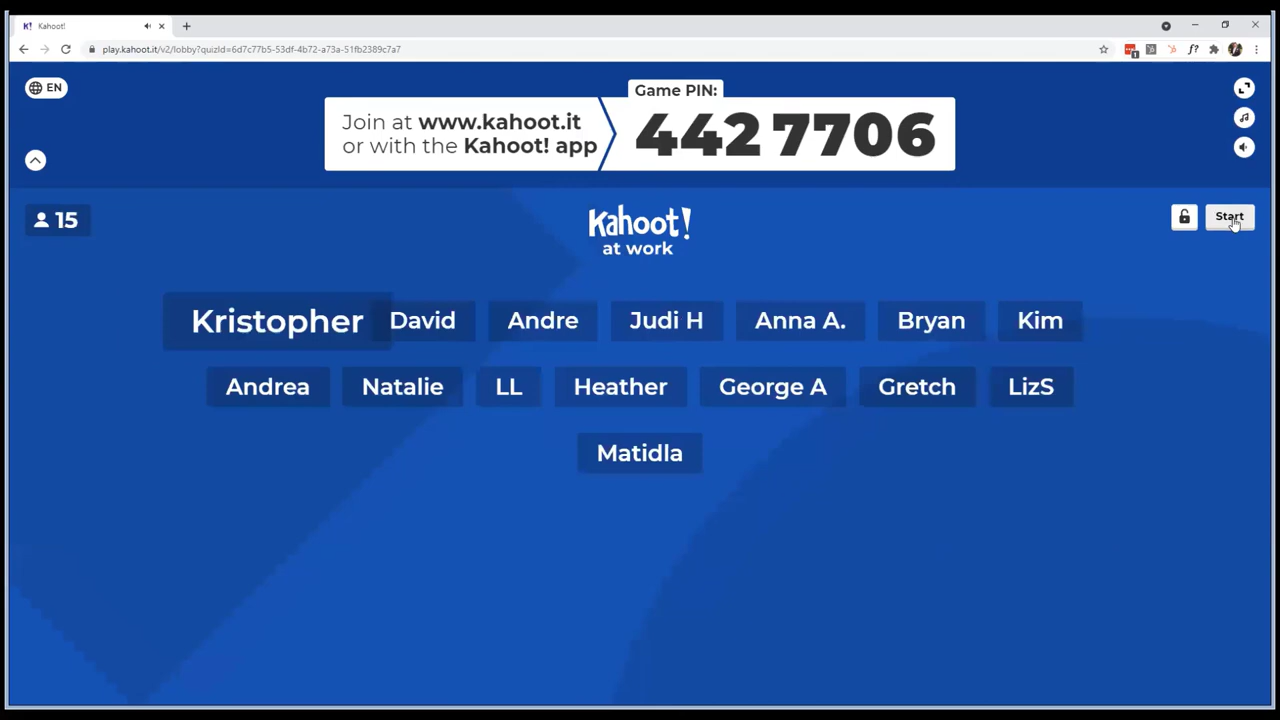 Kahoot!
play.kahoot.it/v2/lobby?quizId=6d7c77b5-53df-4b72-a73a-51fb2389c7a7
EN
Join at www.kahoot.it
or with the Kahoot! app
Game PIN:
442 7706
15
Kahoot!
at work
Start
Kristopher David Andre Judi H Anna A. Bryan Kim
Andrea Natalie LL Heather George A Gretch LizS
Matidla